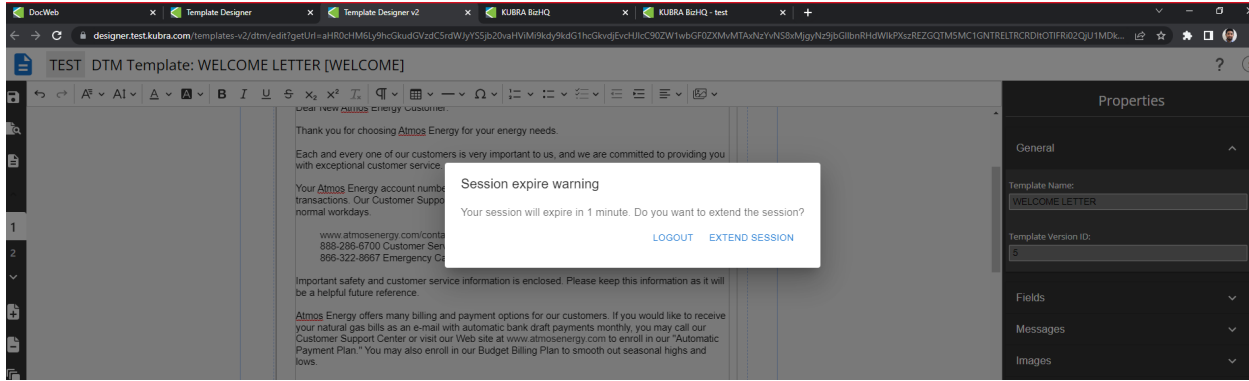 DocWeb
Template Designer
Template Designer v2
KUBRA BizHQ
KUBRA BizHQ - test
TEST DTM Template: WELCOME LETTER [WELCOME]
Dear New Atmos Energy Customer:
Thank you for choosing Atmos Energy for your energy needs.
Each and every one of our customers is very important to us, and we are committed to providing you
with exceptional customer service.
Your Atmos Energy account numbe
transactions. Our Customer Suppo
normal workdays.
www.atmosenergy.com/conta
888-286-6700 Customer Serv
866-322-8667 Emergency Ca
Important safety and customer service information is enclosed. Please keep this information as it will
be a helpful future reference.
Atmos Energy offers many billing and payment options for our customers. If you would like to receive
your natural gas bills as an e-mail with automatic bank draft payments monthly, you may call our
Customer Support Center or visit our Web site at www.atmosenergy.com to enroll in our "Automatic
Payment Plan." You may also enroll in our Budget Billing Plan to smooth out seasonal highs and
lows.
Session expire warning
Your session will expire in 1 minute. Do you want to extend the session?
LOGOUT EXTEND SESSION
1
2
Properties
General
Template Name:
WELCOME LETTER
Template Version ID:
5
Fields
Messages
Images